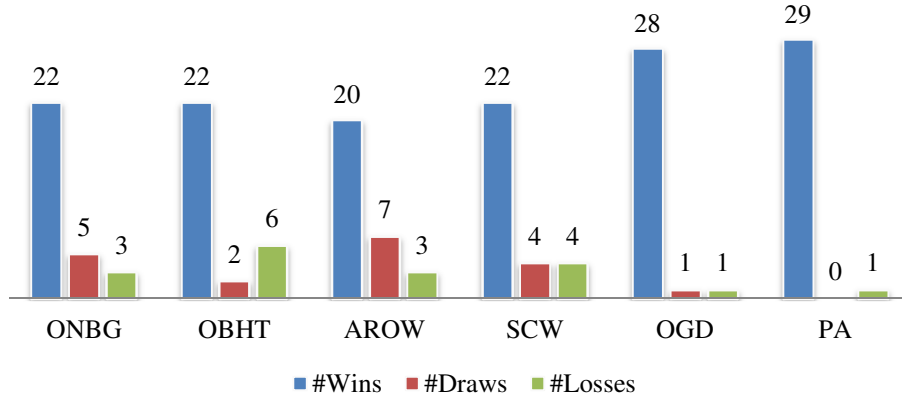 22 5 3 22 2 6 20 7 3 22 4 4 28 1 1 29 0 1
ONBG OBHT AROW SCW OGD PA
#Wins #Draws #Losses